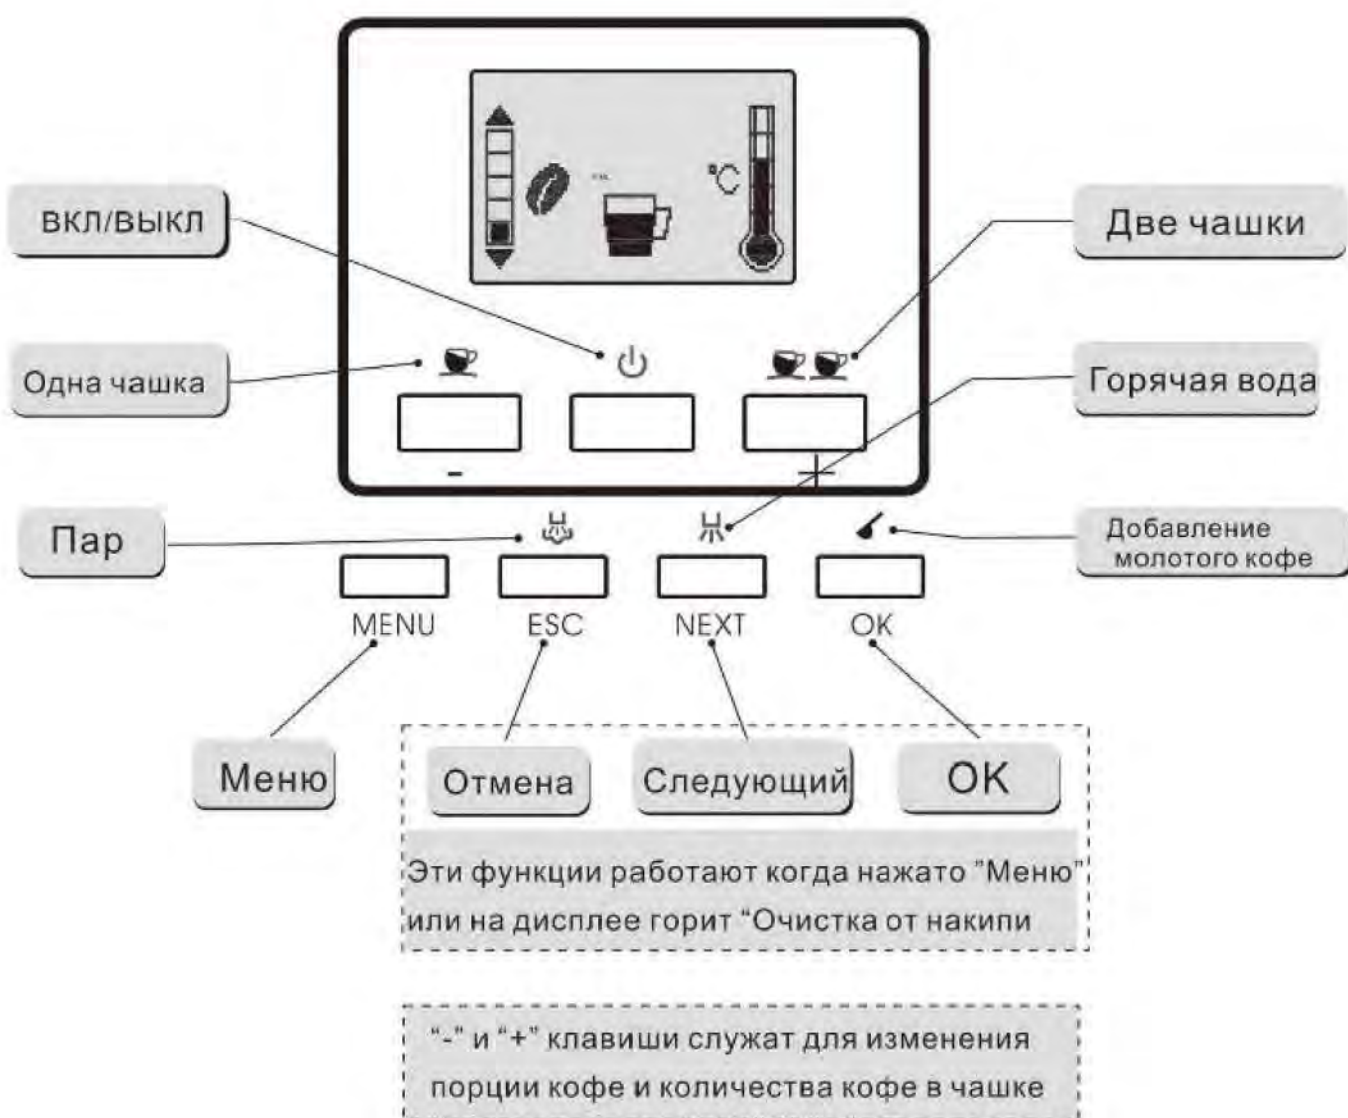 °C
ВКЛ/ВЫКЛ
Две чашки
Одна чашка
Горячая вода
- +
Пар
Добавление
молотого кофе
MENU ESC NEXT OK
Меню Отмена Следующий OK
Эти функции работают когда нажато ”Меню”
или на дисплее горит “Очистка от накипи
“-” и “+” клавиши служат для изменения
порции кофе и количества кофе в чашке